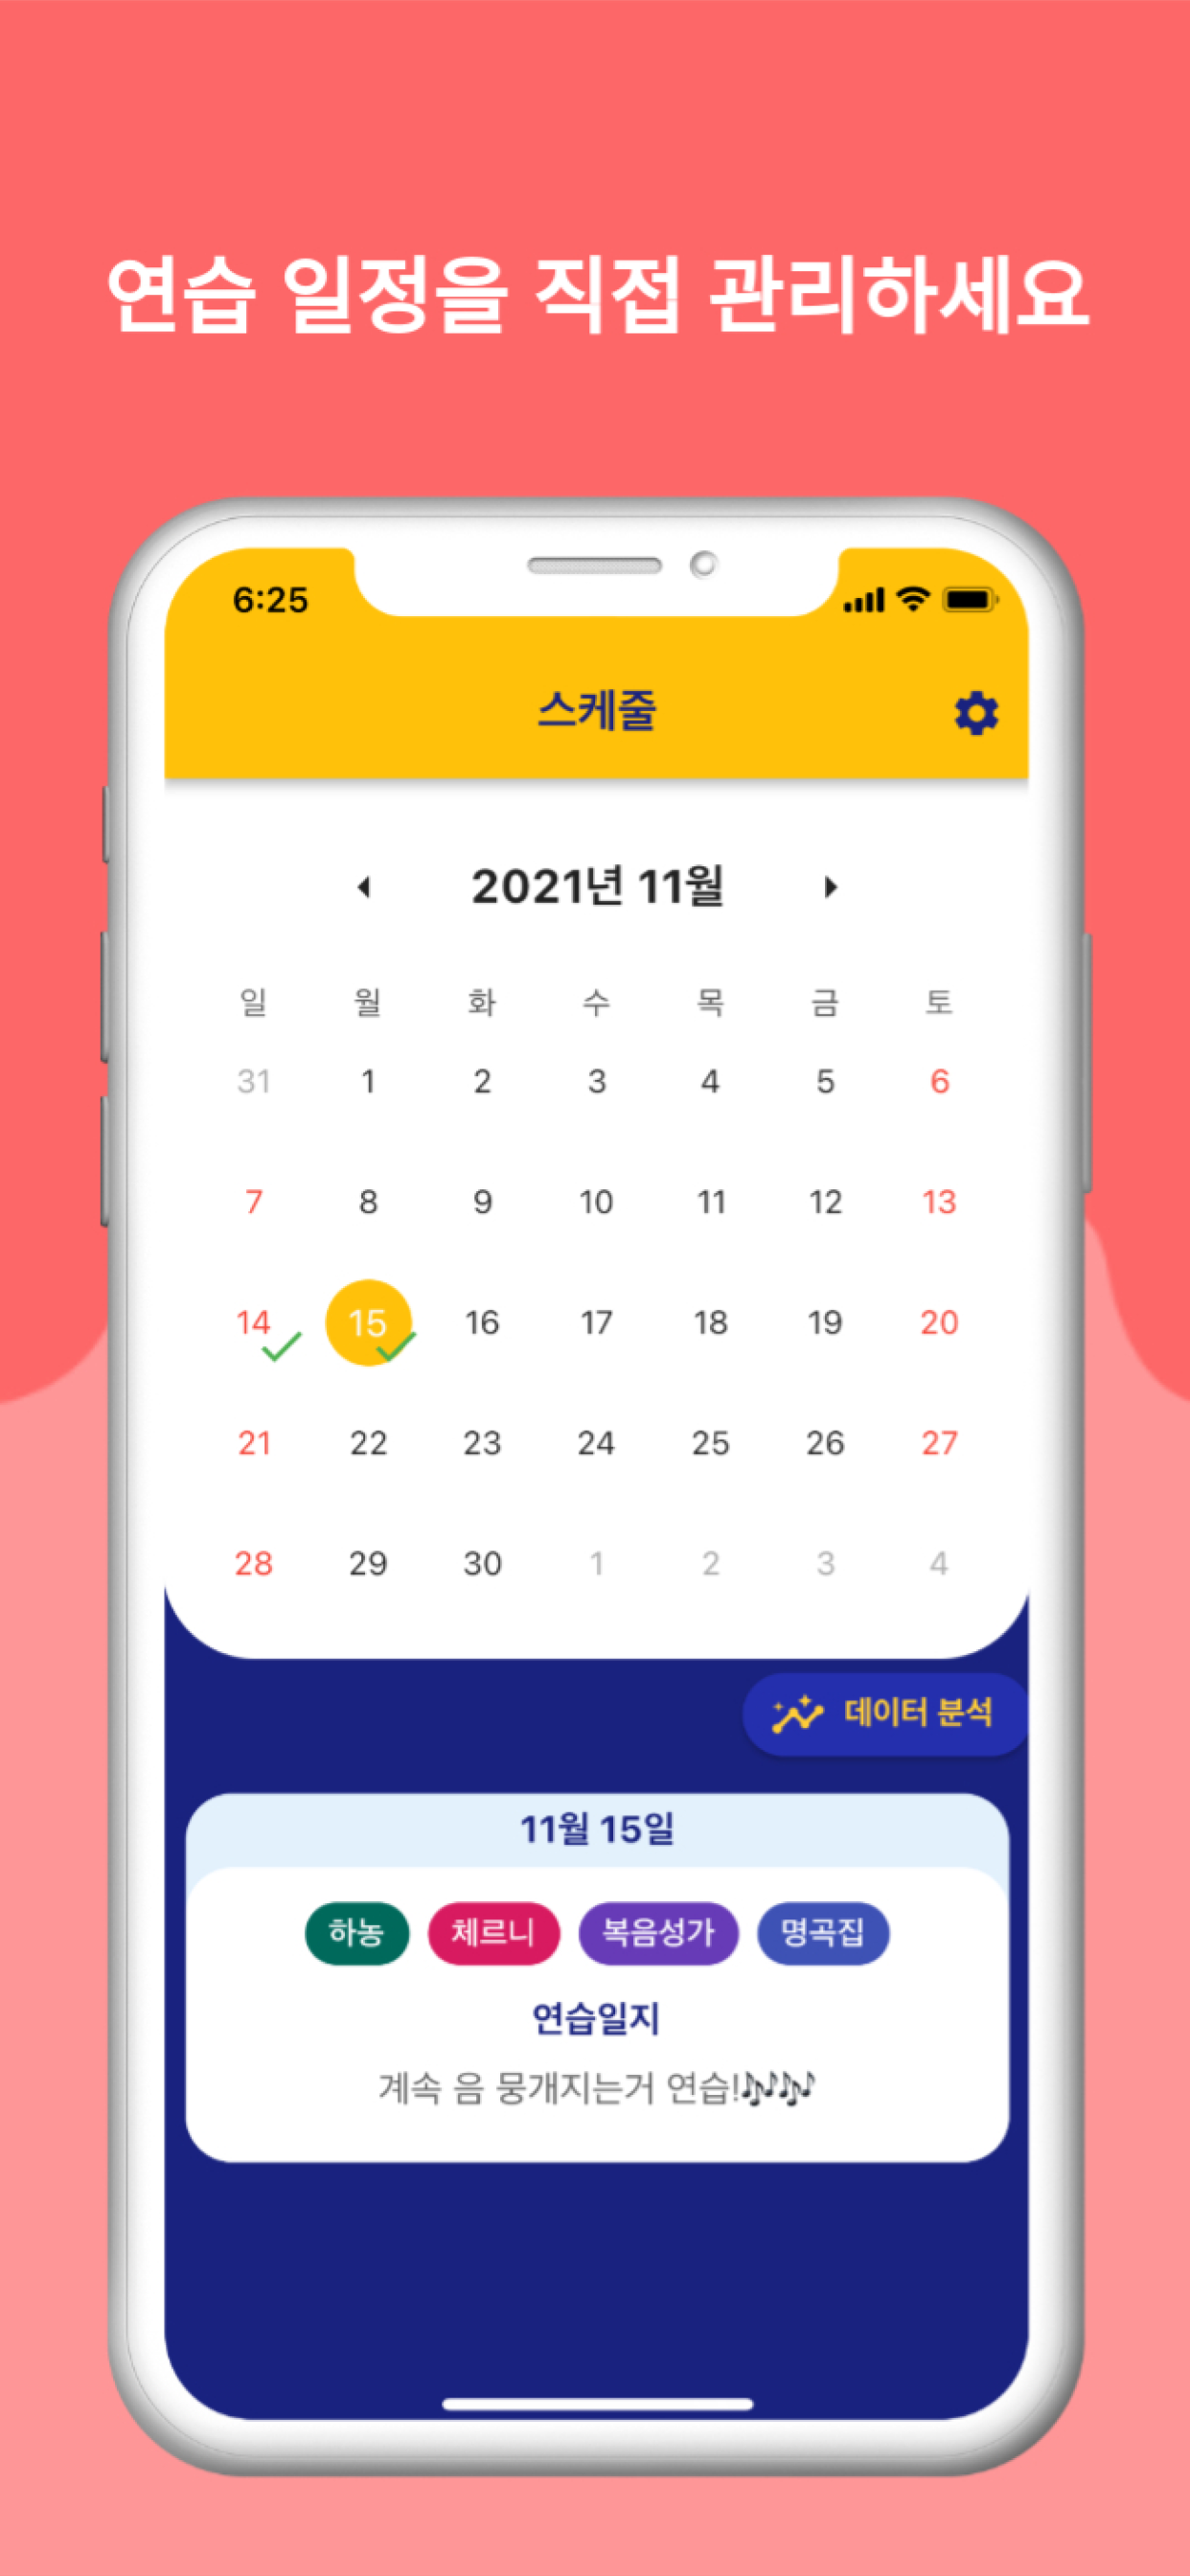 연습 일정을 직접 관리하세요
6:25
스케줄
2021년 11월
일 월 화 수 목 금 토
31 1 2 3 4 5 6
7 8 9 10 11 12 13
14 15 16 17 18 19 20
21 22 23 24 25 26 27
28 29 30 1 2 3 4
데이터 분석
11월 15일
하농 체르니 복음성가 명곡집
연습일지
계속 음 뭉개지는거 연습!🎶🎶